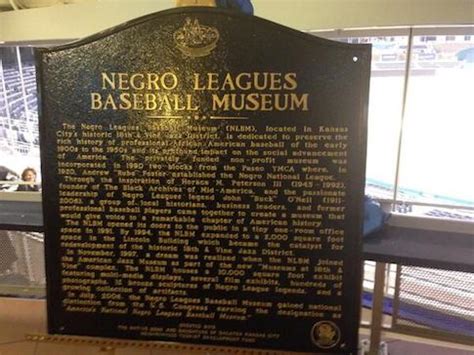 NEGRO LEAGUES
BASEBALL MUSEUM
The Negro Leagues Baseball Museum (NLBM), located in Kansas
City's historic 18th & Vine Jazz District, is dedicated to preserve the
rich history of professional African-American baseball of the early
1900s to the 1950s and its profound impact on the social advancement
of America. The privately funded non-profit museum was
incorporated in 1990 two blocks from the Paseo YMCA where, in
1920, Andrew "Rube" Foster established the Negro National League.
Through the inspiration of Horace M. Peterson III (1945-1992),
founder of The Black Archives of Mid-America, and the passionate
leadership of Negro Leagues legend John "Buck" O'Neil (1911-
2006), a group of local historians, business leaders, and former
professional baseball players came together to create a museum that
would give voice to a remarkable chapter of American history.
The NLBM opened its doors to the public in a tiny one-room office
space in 1991. By 1994, the NLBM expanded to a 2,000 square foot
space in the Lincoln Building which became the catalyst for
redevelopment of the historic 18th & Vine Jazz District.
In November, 1997, a dream was realized when the NLBM joined
the American Jazz Museum as part of the new "Museums at 18th &
Vine" complex. The NLBM houses a 10,000 square foot exhibit
featuring multi-media displays, several film exhibits, hundreds of
photographs, 12 bronze sculptures of Negro League legends, and a
growing collection of artifacts.
In July, 2006, the Negro Leagues Baseball Museum gained national
distinction from the U.S. Congress earning the designation as
America's National Negro Leagues Baseball Museum.